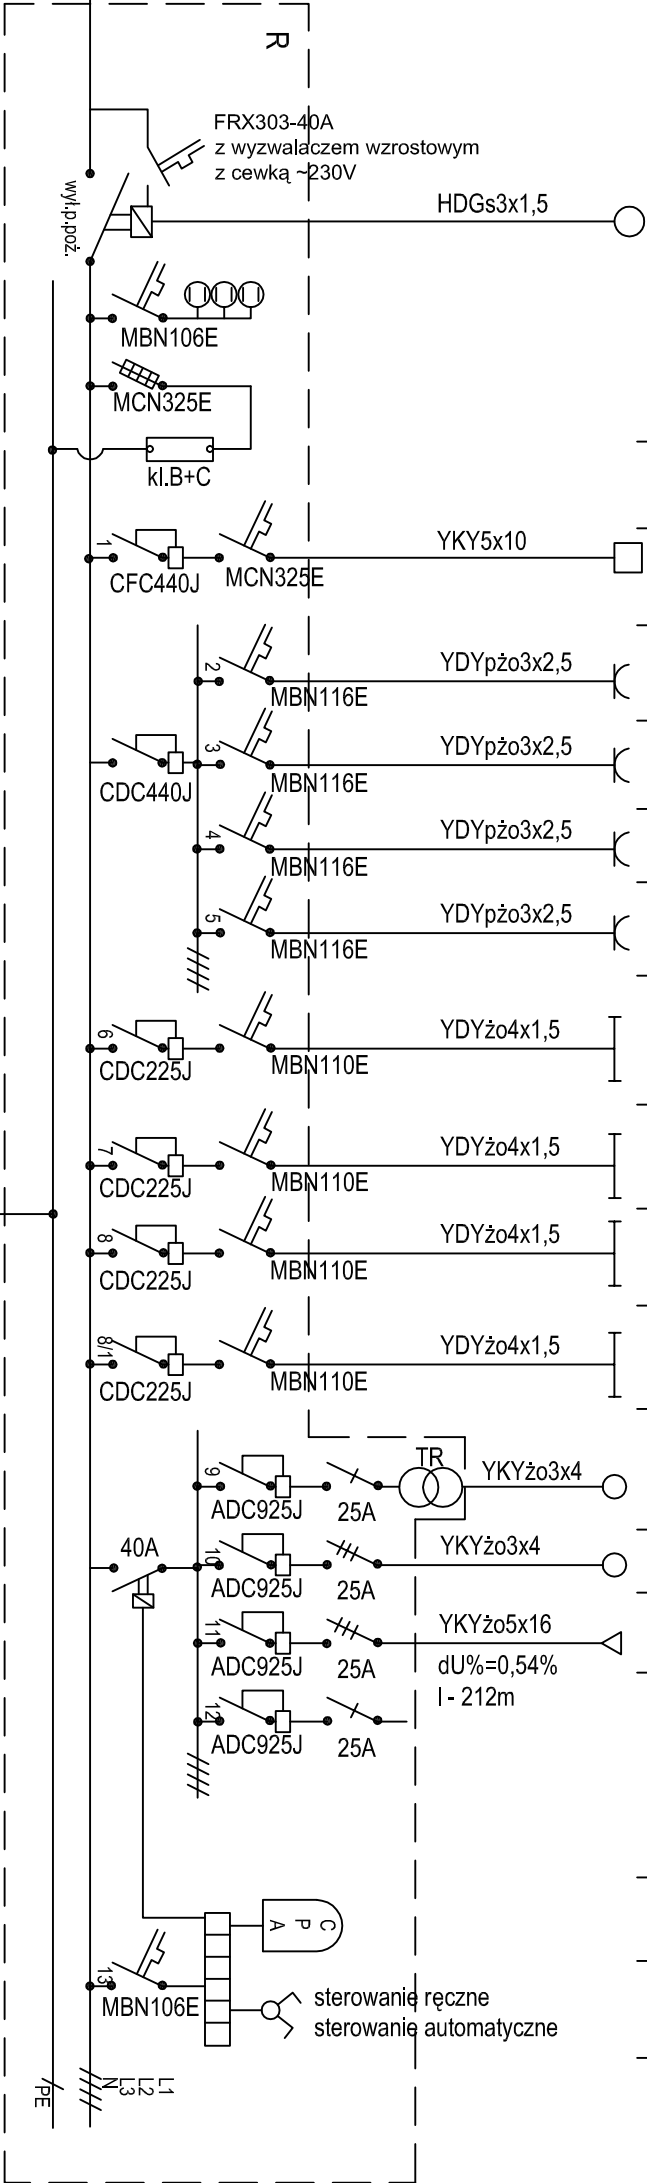 R
FRX303-40A
z wyzwalaczem wzrostowym
z cewką ~230V
wył.p.poż.
HDGs3x1,5
MBN106E
MCN325E
kl.B+C
1
CFC440J
MCN325E
YKY5x10
2
MBN116E
YDYpżo3x2,5
CDC440J
3
MBN116E
YDYpżo3x2,5
4
MBN116E
YDYpżo3x2,5
5
MBN116E
YDYpżo3x2,5
6
CDC225J
MBN110E
YDYżo4x1,5
7
CDC225J
MBN110E
YDYżo4x1,5
8
CDC225J
MBN110E
YDYżo4x1,5
8/1
CDC225J
MBN110E
YDYżo4x1,5
9
ADC925J
25A
TR
YKYżo3x4
40A
10
ADC925J
25A
YKYżo3x4
11
ADC925J
25A
YKYżo5x16
dU%=0,54%
l - 212m
12
ADC925J
25A
C
P
A
13
MBN106E
sterowanie ręczne
sterowanie automatyczne
L1
L2
L3
N
PE